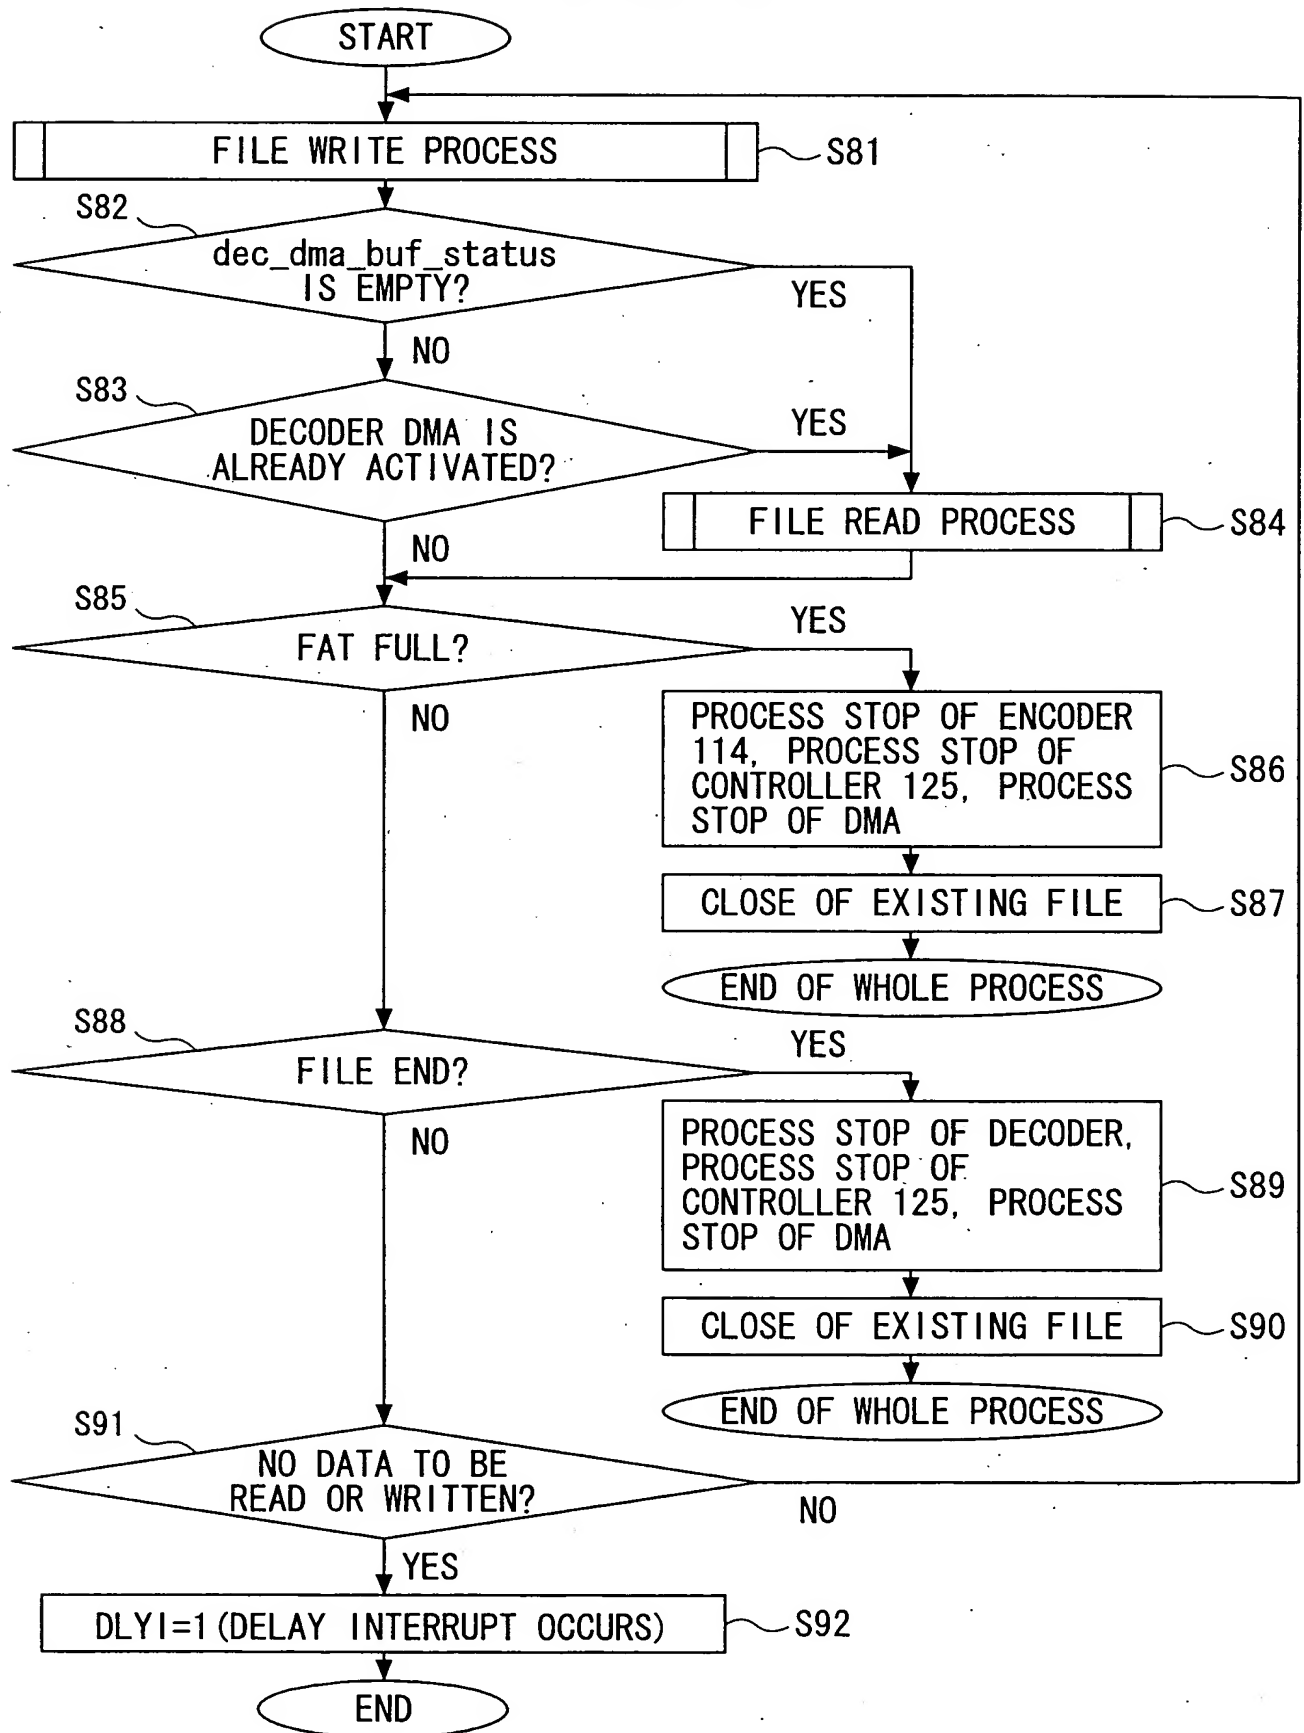 START
FILE WRITE PROCESS
S81
S82
dec_dma_buf_status
IS EMPTY?
YES
NO
S83
DECODER DMA IS
ALREADY ACTIVATED?
YES
NO
FILE READ PROCESS
S84
S85
FAT FULL?
YES
NO
PROCESS STOP OF ENCODER
114, PROCESS STOP OF
CONTROLLER 125, PROCESS
STOP OF DMA
S86
CLOSE OF EXISTING FILE
S87
END OF WHOLE PROCESS
S88
FILE END?
YES
NO
PROCESS STOP OF DECODER,
PROCESS STOP OF
CONTROLLER 125, PROCESS
STOP OF DMA
S89
CLOSE OF EXISTING FILE
S90
END OF WHOLE PROCESS
S91
NO DATA TO BE
READ OR WRITTEN?
NO
YES
DLYI=1 (DELAY INTERRUPT OCCURS)
S92
END